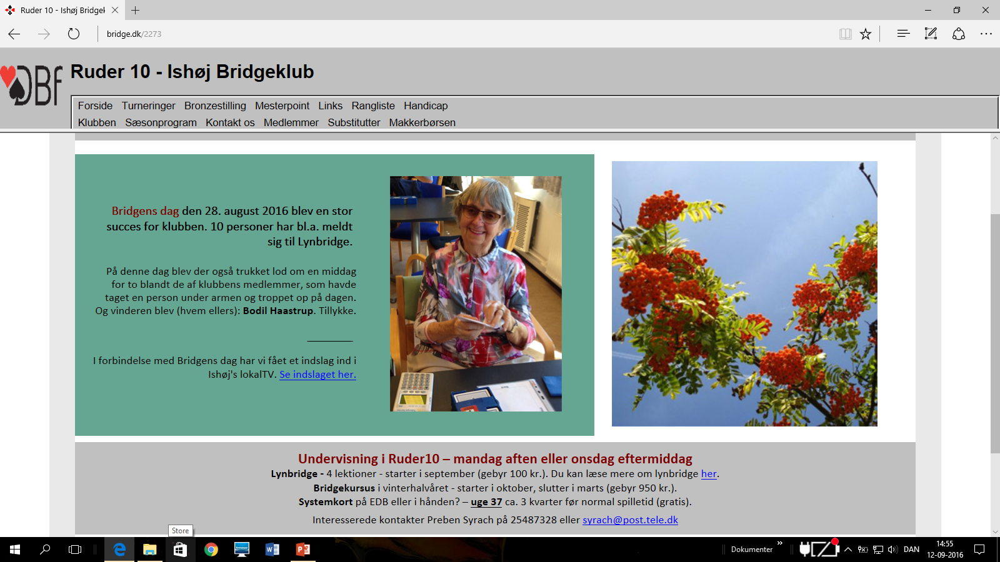 Ruder 10 - Ishøj Bridgek
bridge.dk/2273
DBf
Ruder 10 - Ishøj Bridgeklub
Forside Turneringer Bronzestilling Mesterpoint Links Rangliste Handicap
Klubben Sæsonprogram Kontakt os Medlemmer Substitutter Makkerbørsen
Bridgens dag den 28. august 2016 blev en stor
succes for klubben. 10 personer har bl.a. meldt
sig til Lynbridge.
På denne dag blev der også trukket lod om en middag
for to blandt de af klubbens medlemmer, som havde
taget en person under armen og troppet op på dagen.
Og vinderen blev (hvem ellers): Bodil Haastrup. Tillykke.
I forbindelse med Bridgens dag har vi fået et indslag ind i
Ishøj's lokalTV. Se indslaget her.
Undervisning i Ruder10 – mandag aften eller onsdag eftermiddag
Lynbridge - 4 lektioner - starter i september (gebyr 100 kr.). Du kan læse mere om lynbridge her.
Bridgekursus i vinterhalvåret - starter i oktober, slutter i marts (gebyr 950 kr.).
Systemkort på EDB eller i hånden? – uge 37 ca. 3 kvarter før normal spilletid (gratis).
Interesserede kontakter Preben Syrach på 25487328 eller syrach@post.tele.dk
Store
Dokumenter
DAN
14:55
12-09-2016